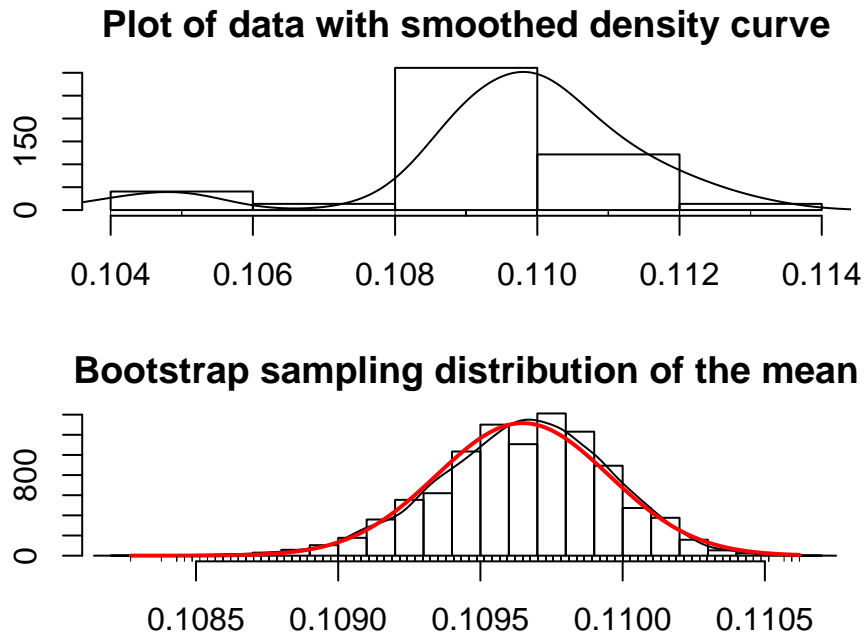 Plot of data with smoothed density curve
150
0
0.104 0.106 0.108 0.110 0.112 0.114
Bootstrap sampling distribution of the mean
800
0
0.1085 0.1090 0.1095 0.1100 0.1105